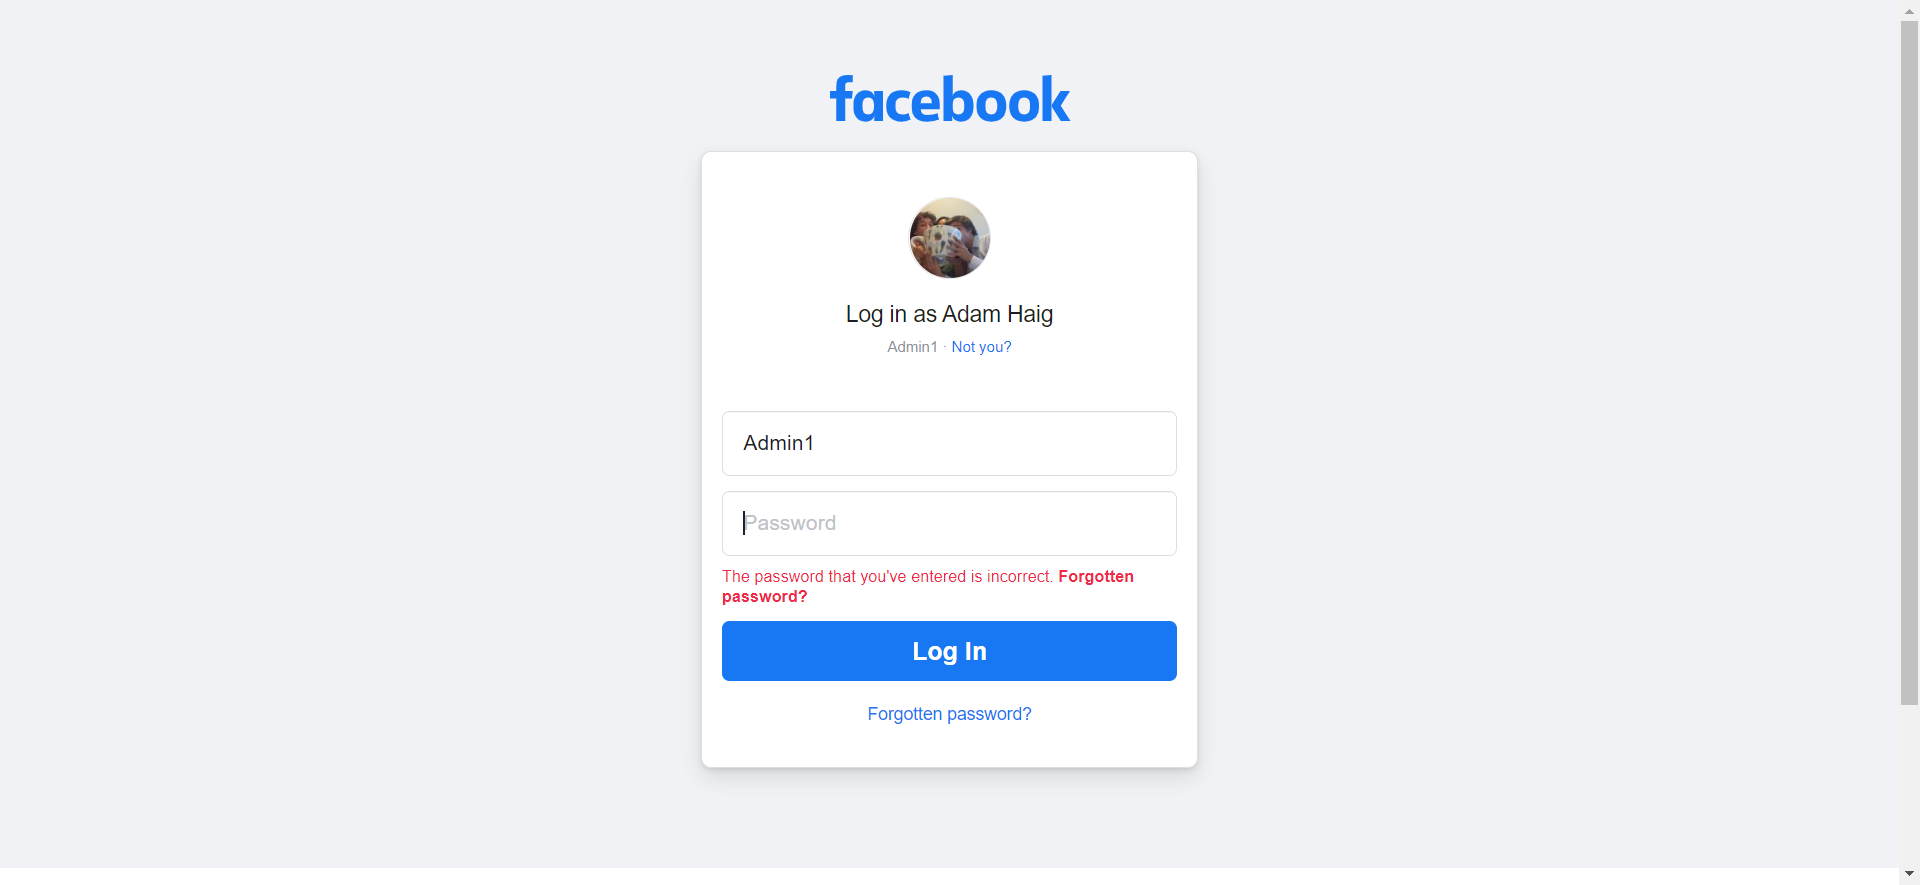 facebook
Log in as Adam Haig
Admin1 · Not you?
Admin1
Password
The password that you've entered is incorrect. Forgotten
password?
Log In
Forgotten password?